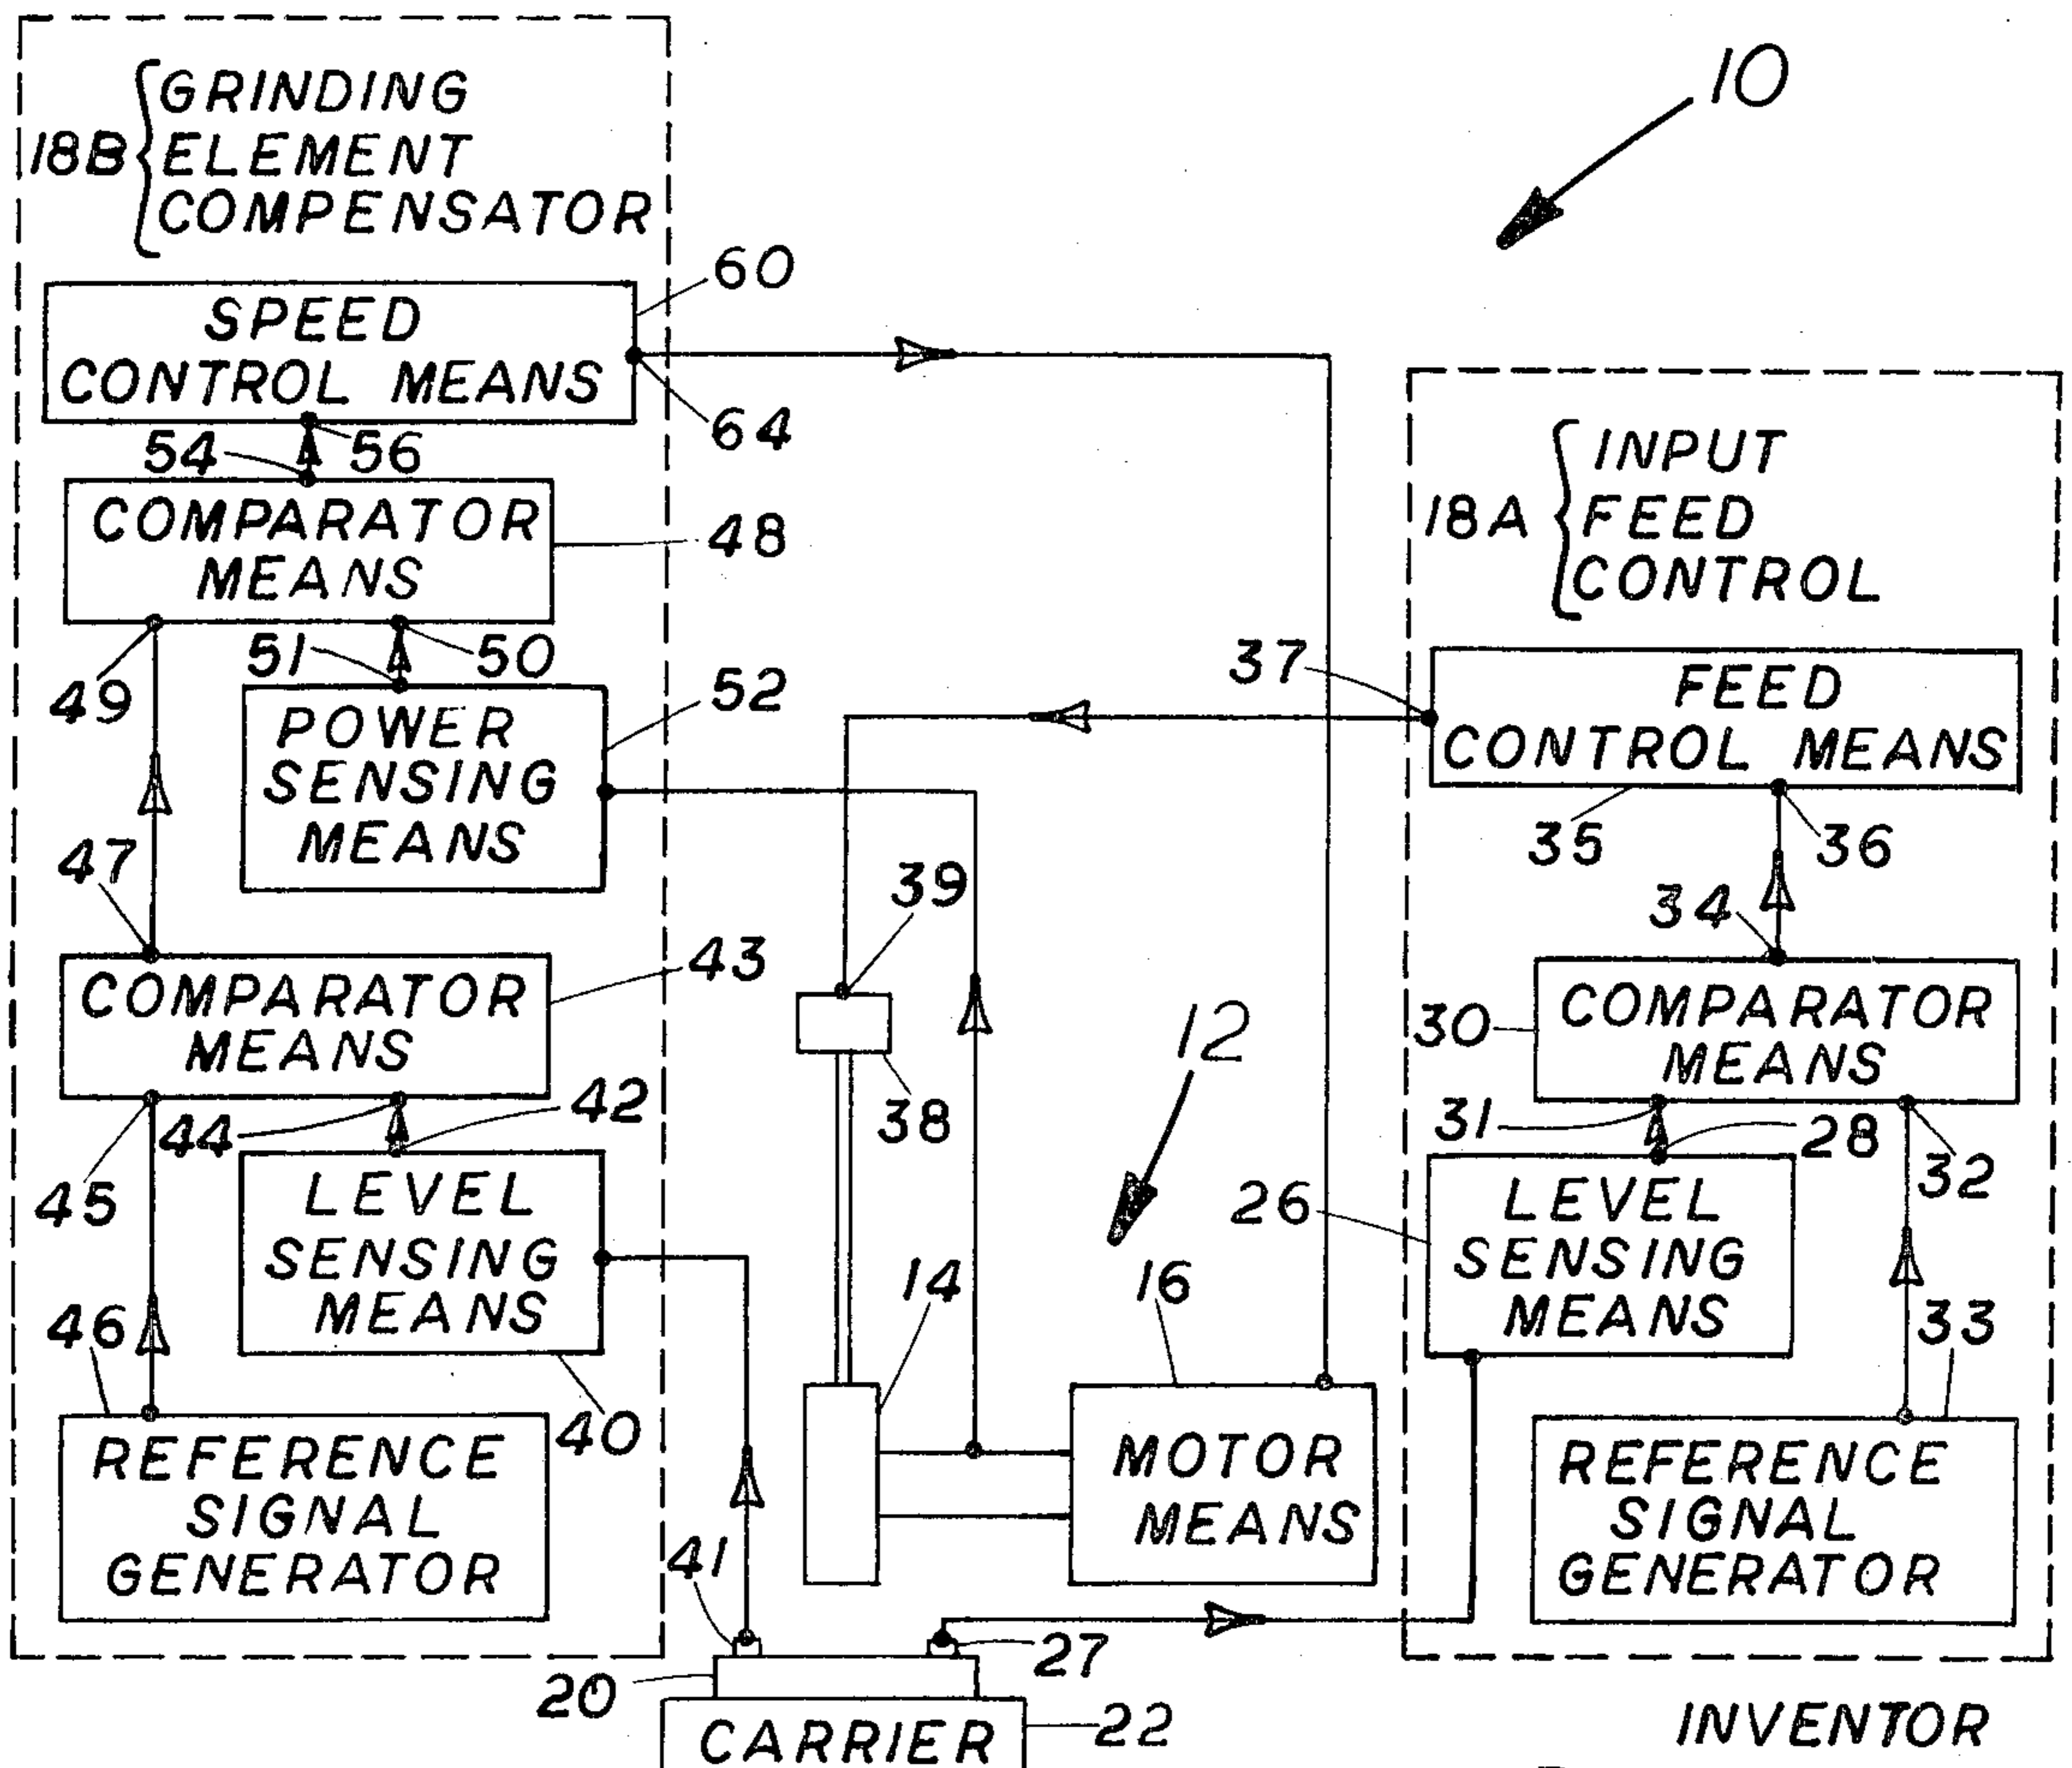 10
18B
GRINDING
ELEMENT
COMPENSATOR
60
SPEED
CONTROL MEANS
64
54
56
COMPARATOR
MEANS
48
49
51
50
52
POWER
SENSING
MEANS
47
43
COMPARATOR
MEANS
44
42
45
LEVEL
SENSING
MEANS
46
40
REFERENCE
SIGNAL
GENERATOR
39
38
12
14
16
MOTOR
MEANS
41
27
20
CARRIER
22
18A
INPUT
FEED
CONTROL
37
FEED
CONTROL MEANS
35
36
34
30
COMPARATOR
MEANS
31
28
32
26
LEVEL
SENSING
MEANS
33
REFERENCE
SIGNAL
GENERATOR
INVENTOR